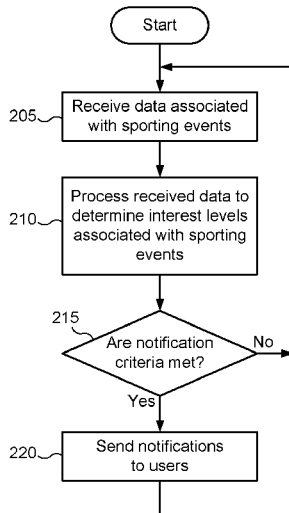 Start
205
Receive data associated
with sporting events
210
Process received data to
determine interest levels
associated with sporting
events
215
Are notification
criteria met?
No
Yes
220
Send notifications
to users